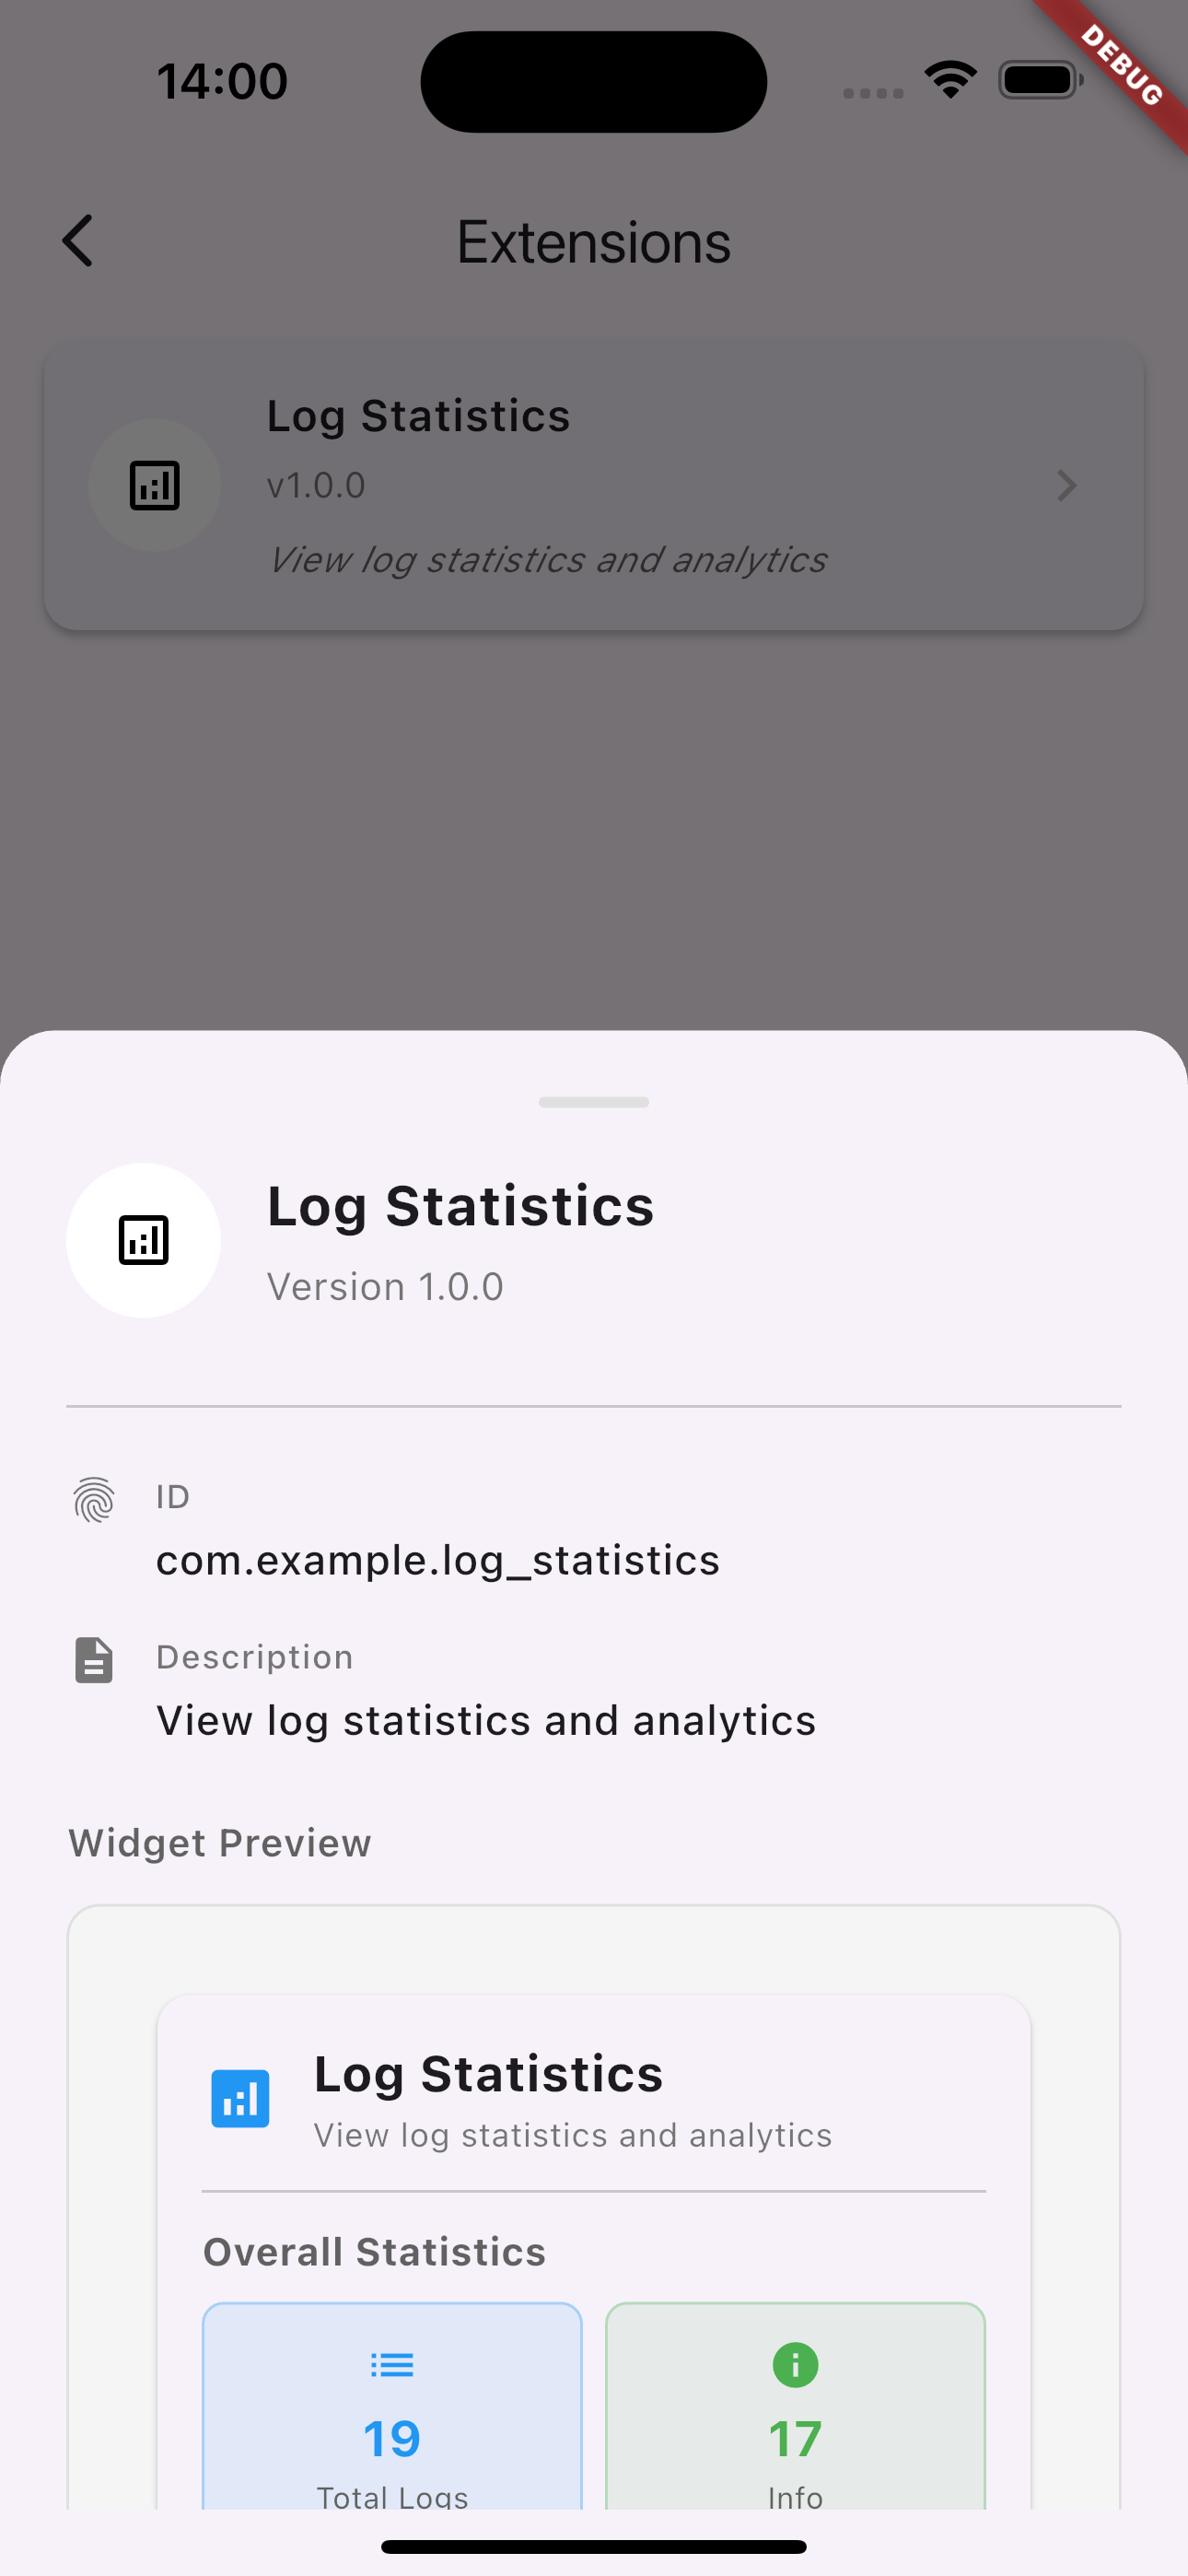 14:00
DEBUG
Extensions
Log Statistics
v1.0.0
View log statistics and analytics
Log Statistics
Version 1.0.0
ID
com.example.log_statistics
Description
View log statistics and analytics
Widget Preview
Log Statistics
View log statistics and analytics
Overall Statistics
19
17
Total Logs
Info